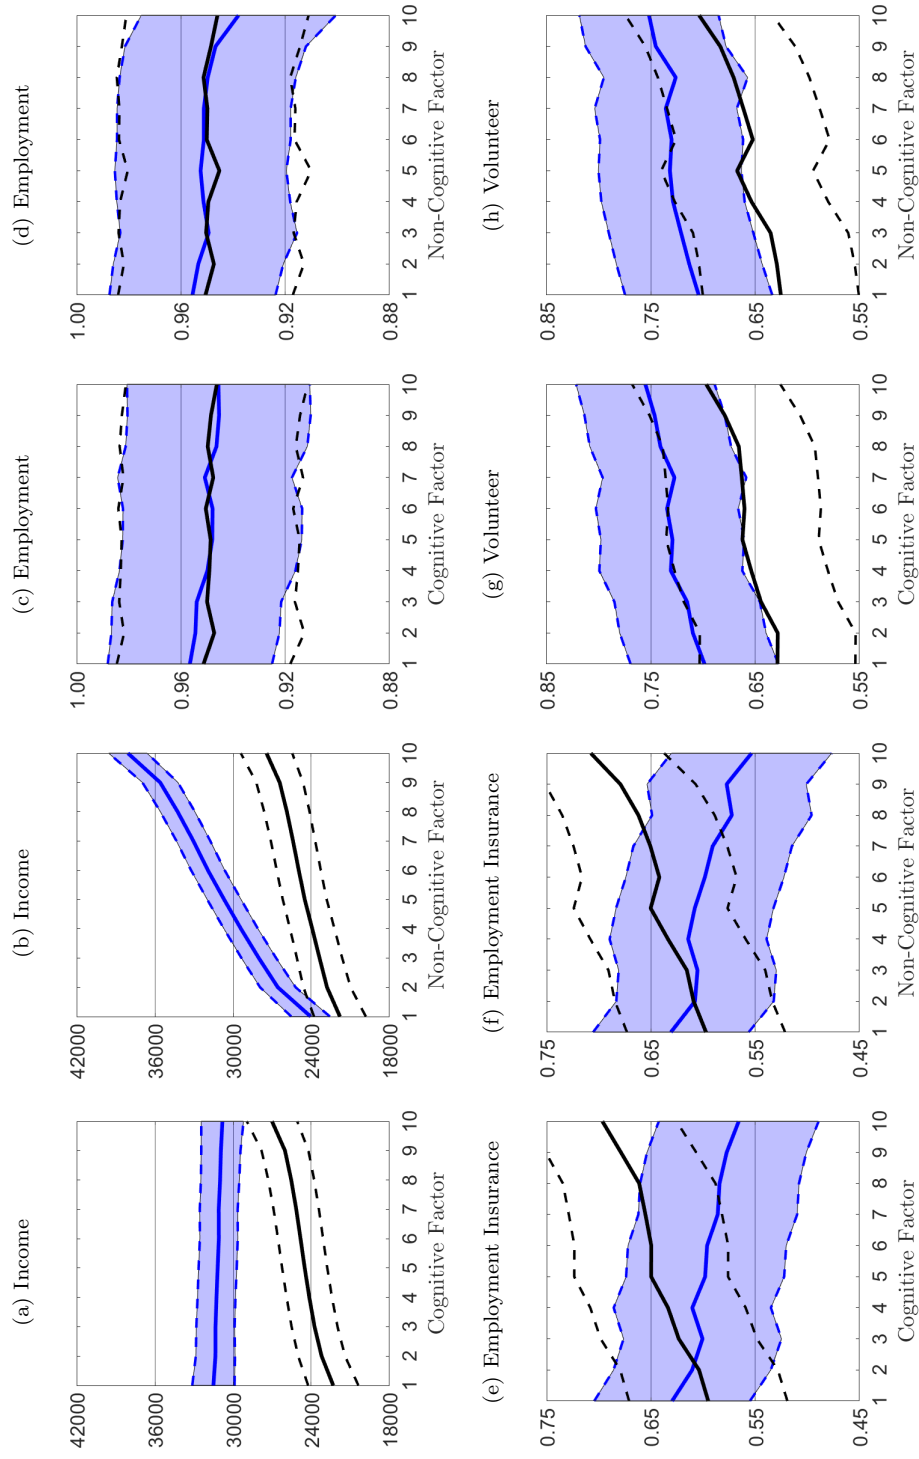 (a) Income
42000
36000
30000
24000
18000
1 2 3 4 5 6 7 8 9 10
Cognitive Factor
(b) Income
42000
36000
30000
24000
18000
1 2 3 4 5 6 7 8 9 10
Non-Cognitive Factor
(c) Employment
1.00
0.96
0.92
0.88
1 2 3 4 5 6 7 8 9 10
Cognitive Factor
(d) Employment
1.00
0.96
0.92
0.88
1 2 3 4 5 6 7 8 9 10
Non-Cognitive Factor
(e) Employment Insurance
0.75
0.65
0.55
0.45
1 2 3 4 5 6 7 8 9 10
Cognitive Factor
(f) Employment Insurance
0.75
0.65
0.55
0.45
1 2 3 4 5 6 7 8 9 10
Non-Cognitive Factor
(g) Volunteer
0.85
0.75
0.65
0.55
1 2 3 4 5 6 7 8 9 10
Cognitive Factor
(h) Volunteer
0.85
0.75
0.65
0.55
1 2 3 4 5 6 7 8 9 10
Non-Cognitive Factor